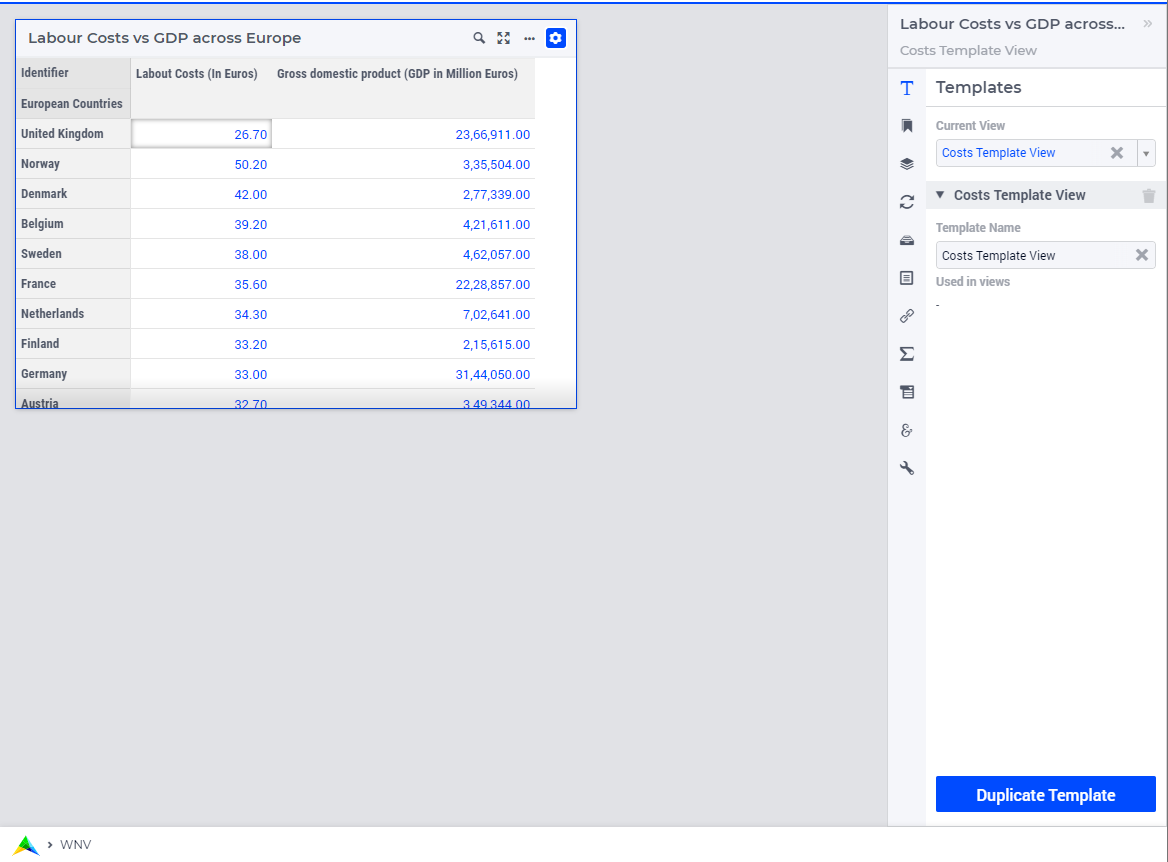 Labour Costs vs GDP across Europe
Identifier
Labout Costs (In Euros) Gross domestic product (GDP in Million Euros)
European Countries
United Kingdom 26.70 23,66,911.00
Norway 50.20 3,35,504.00
Denmark 42.00 2,77,339.00
Belgium 39.20 4,21,611.00
Sweden 38.00 4,62,057.00
France 35.60 22,28,857.00
Netherlands 34.30 7,02,641.00
Finland 33.20 2,15,615.00
Germany 33.00 31,44,050.00
Austria 32.70 3,49,344.00
Labour Costs vs GDP across...
Costs Template View
Templates
Current View
Costs Template View
Costs Template View
Template Name
Costs Template View
Used in views
-
Duplicate Template
WNV